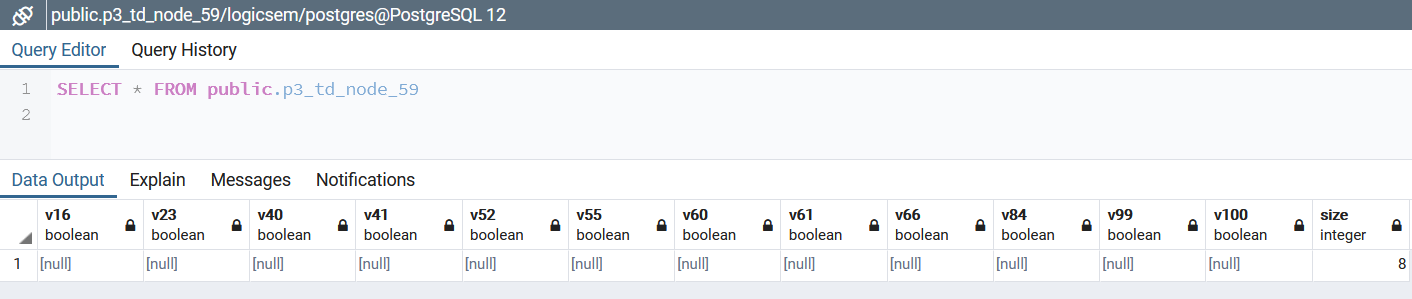 public.p3_td_node_59/logicsem/postgres@PostgreSQL 12
Query Editor Query History
1 SELECT * FROM public.p3_td_node_59
2
Data Output Explain Messages Notifications
v16 v23 v40 v41 v52 v55 v60 v61 v66 v84 v99 v100 size
boolean boolean boolean boolean boolean boolean boolean boolean boolean boolean boolean boolean integer
1 [null] [null] [null] [null] [null] [null] [null] [null] [null] [null] [null] [null] 8